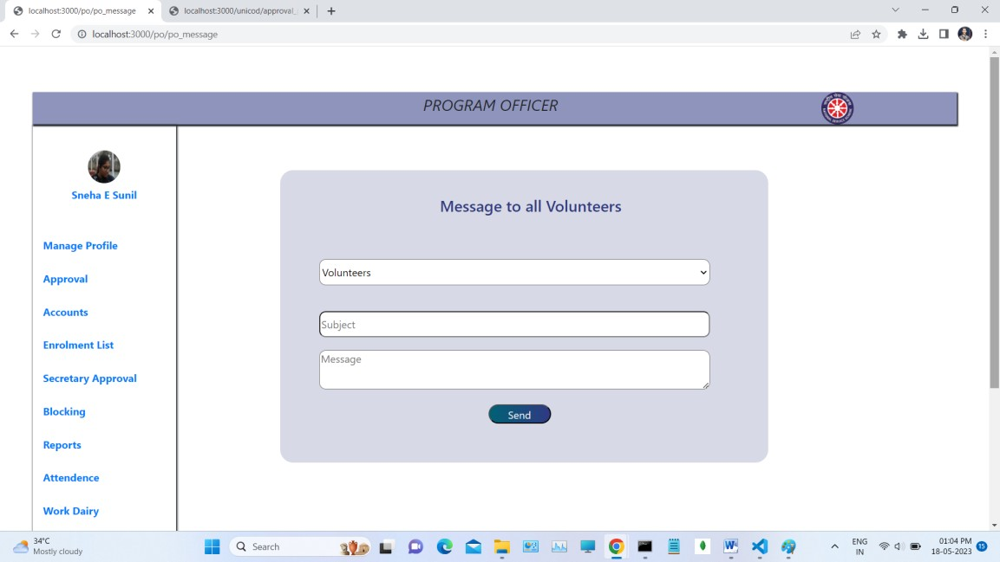 localhost:3000/po/po_message
localhost:3000/unicod/approval_
localhost:3000/po/po_message
PROGRAM OFFICER
Sneha E Sunil
Manage Profile
Approval
Accounts
Enrolment List
Secretary Approval
Blocking
Reports
Attendence
Work Dairy
Message to all Volunteers
Volunteers
Subject
Message
Send
34°C
Mostly cloudy
Search
ENG
IN
01:04 PM
18-05-2023
15